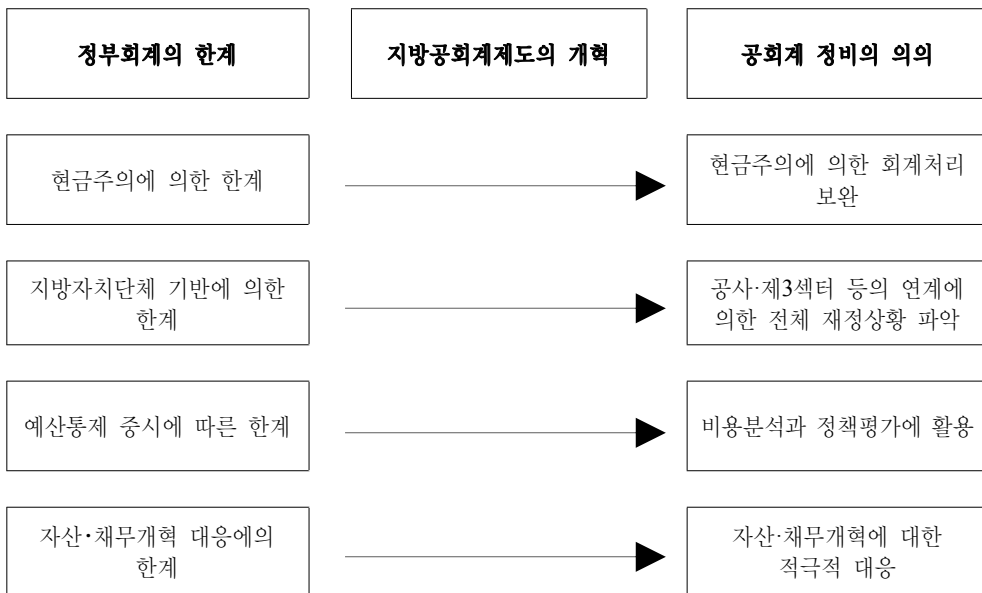 정부회계의 한계
지방공회계제도의 개혁
공회계 정비의 의의
현금주의에 의한 한계
현금주의에 의한 회계처리
보완
지방자치단체 기반에 의한
한계
공사·제3섹터 등의 연계에
의한 전체 재정상황 파악
예산통제 중시에 따른 한계
비용분석과 정책평가에 활용
자산·채무개혁 대응에의
한계
자산·채무개혁에 대한
적극적 대응